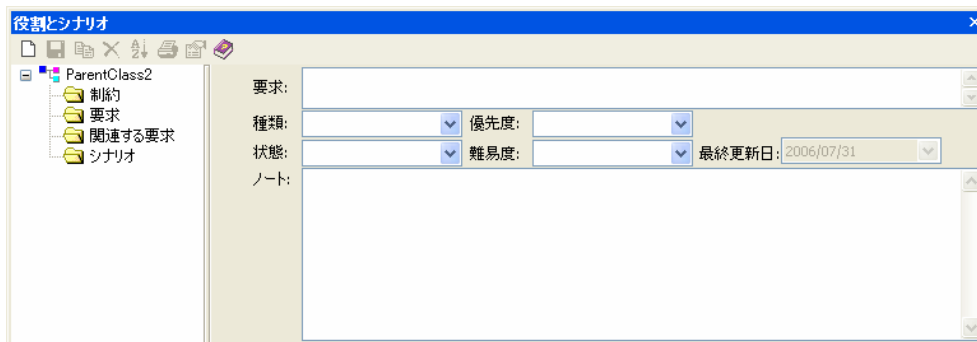 役割とシナリオ
ParentClass2
制約
要求
関連する要求
シナリオ
要求:
種類: 優先度:
状態: 難易度: 最終更新日: 2006/07/31
ノート: